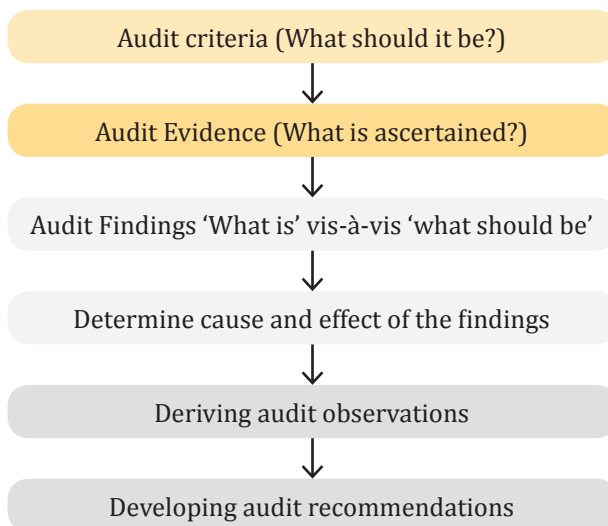 Audit criteria (What should it be?)
Audit Evidence (What is ascertained?)
Audit Findings ‘What is’ vis-à-vis ‘what should be’
Determine cause and effect of the findings
Deriving audit observations
Developing audit recommendations